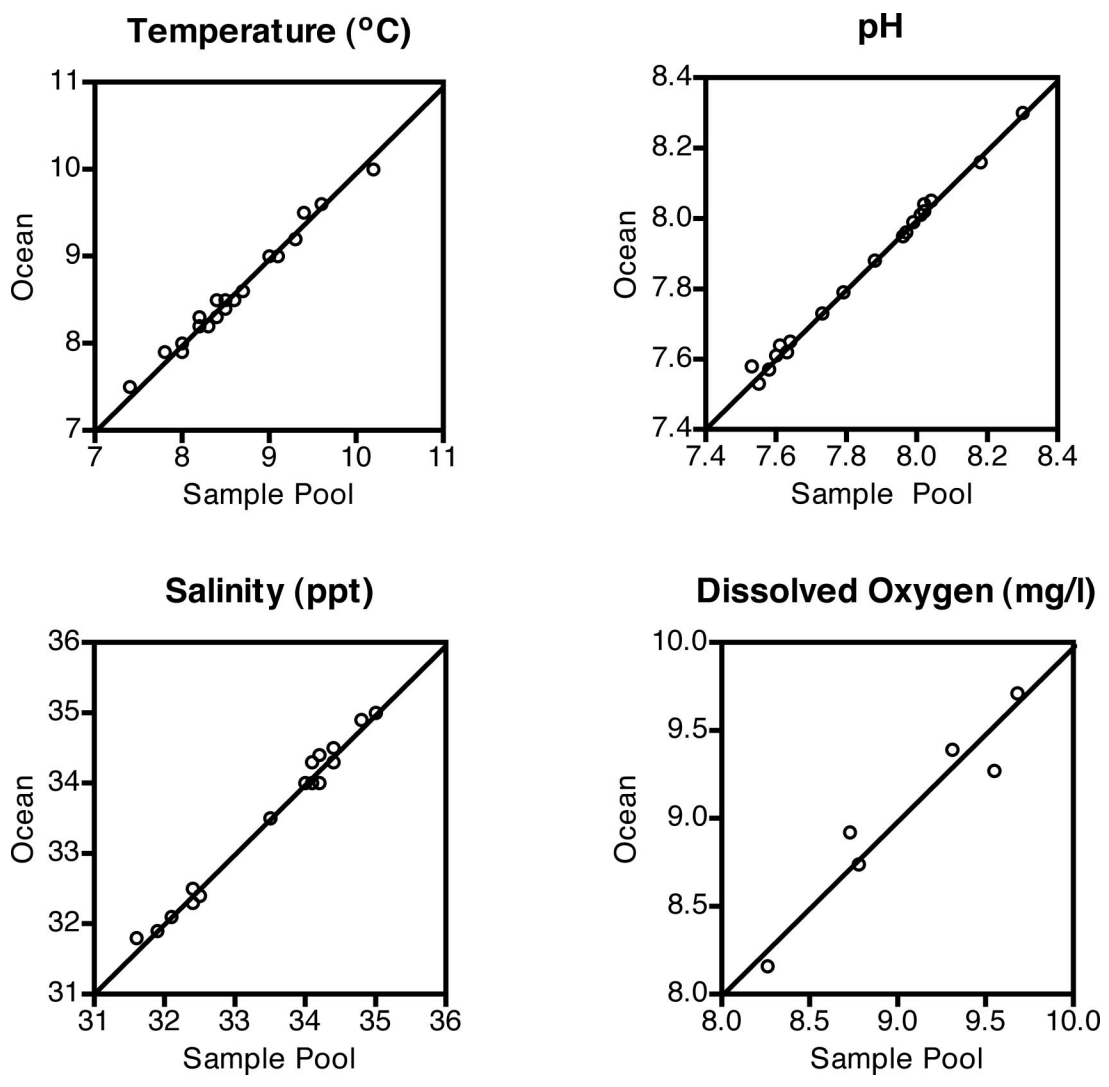 Temperature (ºC)
11
10
9
8
7
Ocean
7 8 9 10 11
Sample Pool
pH
8.4
8.2
8.0
7.8
7.6
7.4
Ocean
7.4 7.6 7.8 8.0 8.2 8.4
Sample Pool
Salinity (ppt)
36
35
34
33
32
31
Ocean
31 32 33 34 35 36
Sample Pool
Dissolved Oxygen (mg/l)
10.0
9.5
9.0
8.5
8.0
Ocean
8.0 8.5 9.0 9.5 10.0
Sample Pool